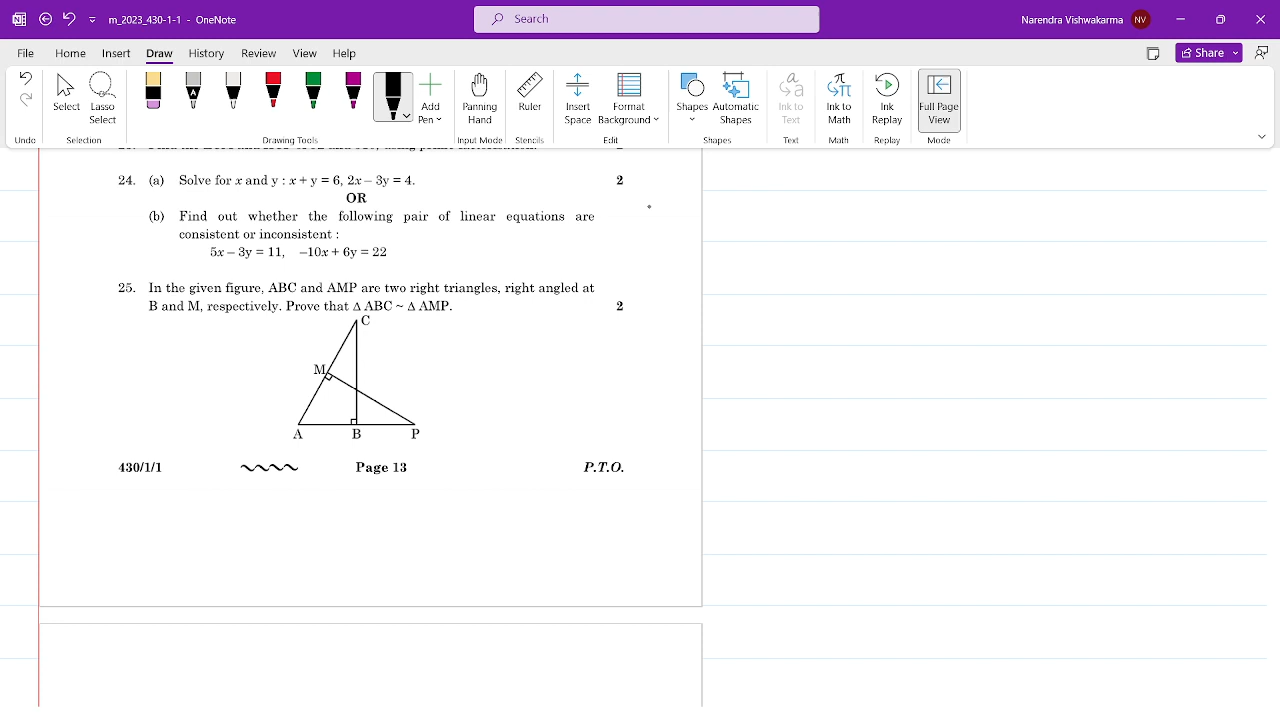 m_2023_430-1-1 - OneNote
Search
Narendra Vishwakarma NV
File Home Insert Draw History Review View Help
Share
Select
Lasso Select
Add Pen
Panning Hand
Ruler
Insert Space
Format Background
Shapes
Automatic Shapes
Ink to Text
Ink to Math
Ink Replay
Full Page View
Undo Selection Drawing Tools Input Mode Stencils Edit Shapes Text Math Replay Mode
24. (a) Solve for x and y : x + y = 6, 2x – 3y = 4. 2
OR
(b) Find out whether the following pair of linear equations are
consistent or inconsistent :
5x – 3y = 11, –10x + 6y = 22
25. In the given figure, ABC and AMP are two right triangles, right angled at
B and M, respectively. Prove that Δ ABC ~ Δ AMP. 2
C
M
A B P
430/1/1 Page 13 P.T.O.